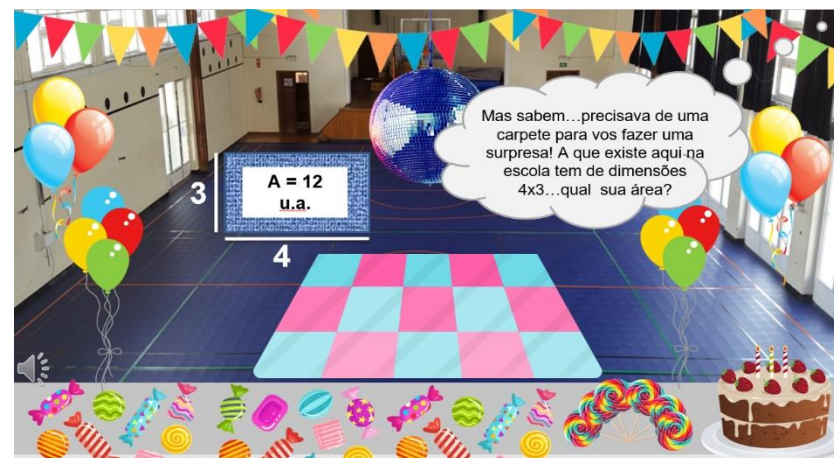 Mas sabem...precisava de uma
carpete para vos fazer uma
surpresa! A que existe aqui na
escola tem de dimensões
4x3...qual sua área?
3
A = 12
u.a.
4